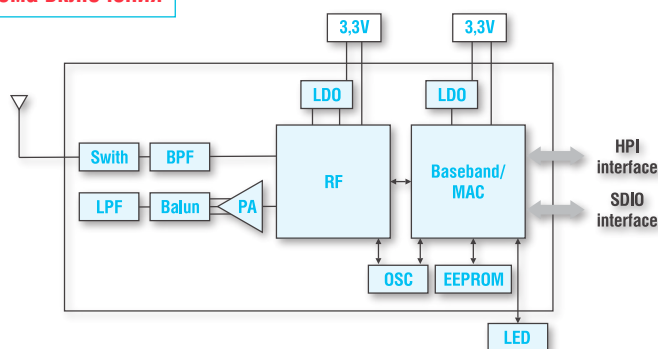 3,3V
3,3V
LDO
LDO
Swith
BPF
RF
Baseband/
MAC
HPI
interface
LPF
Balun
PA
SDIO
interface
OSC
EEPROM
LED